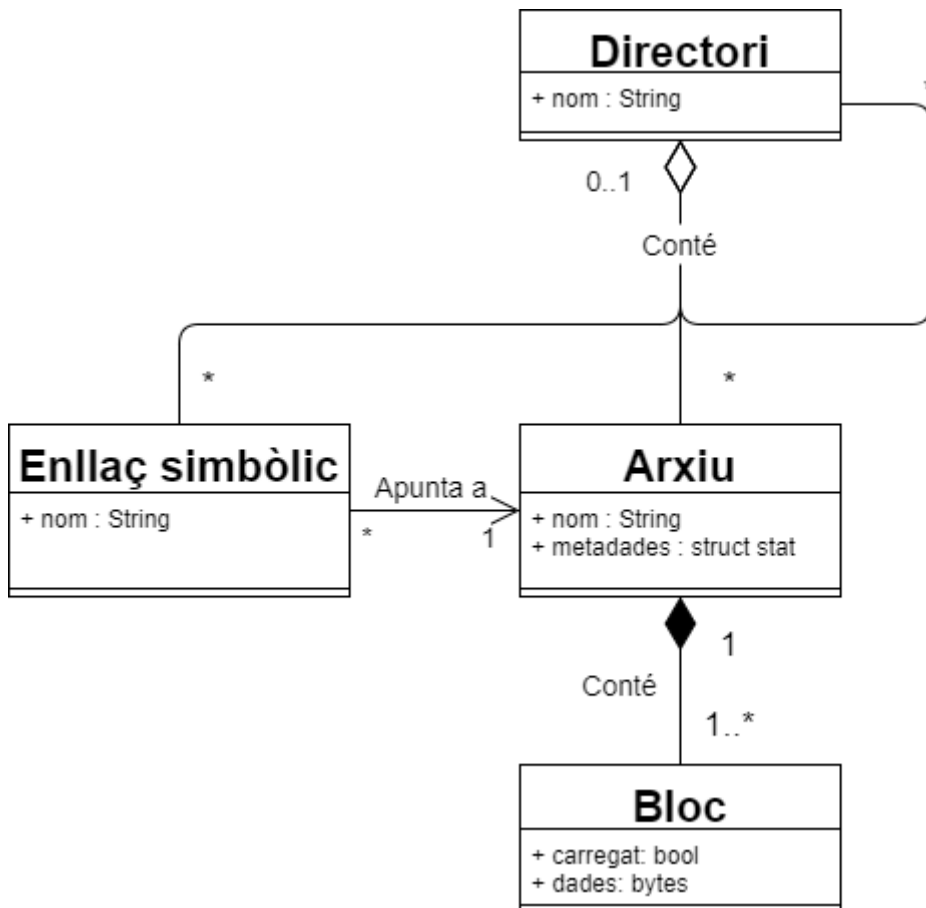 Directori
+ nom : String
*
0..1
Conté
*
*
Enllaç simbòlic
+ nom : String
Apunta a
*
1
Arxiu
+ nom : String
+ metadades : struct stat
1
Conté
1..*
Bloc
+ carregat: bool
+ dades: bytes